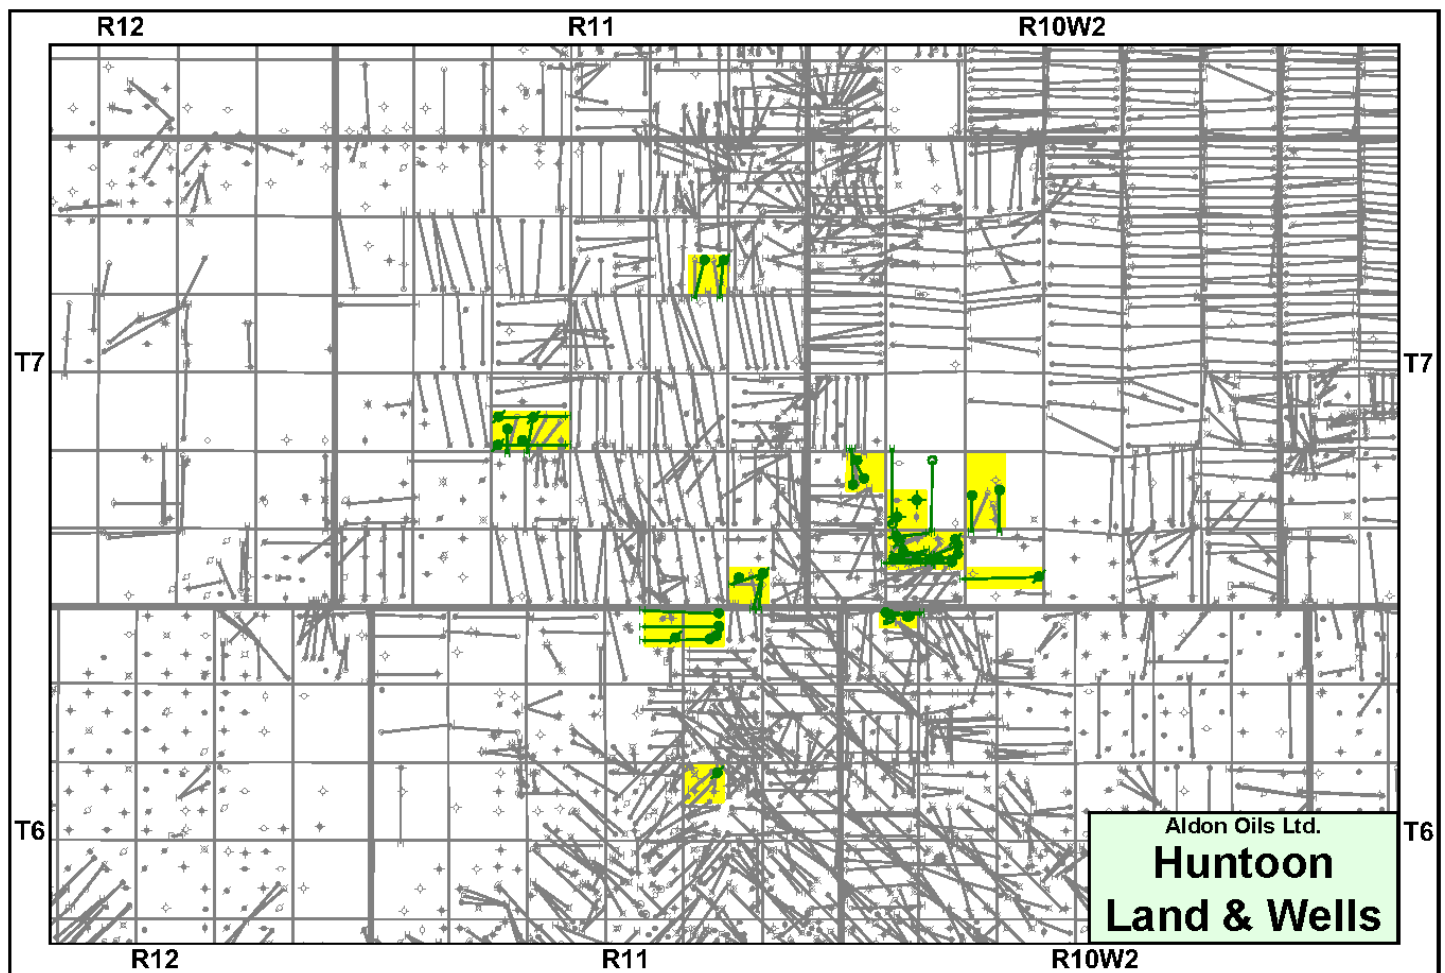 R12 R11 R10W2
T7 T7
T6 T6
Aldon Oils Ltd.
Huntoon
Land & Wells
R12 R11 R10W2